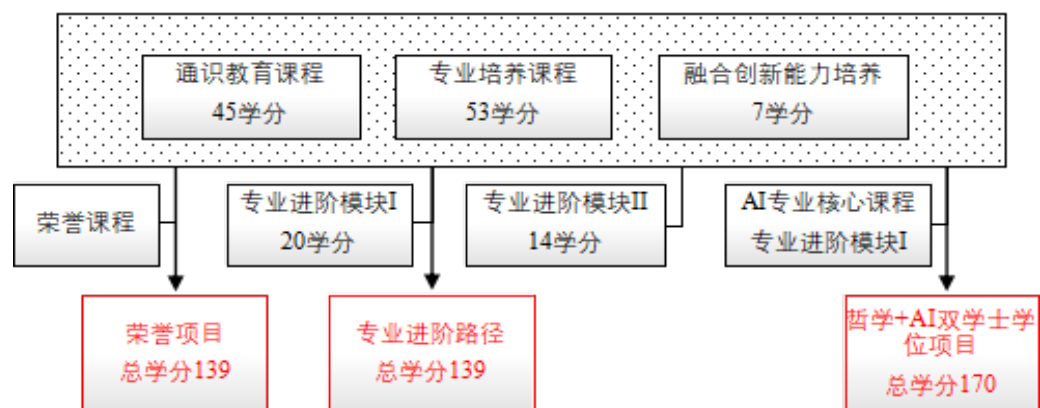 通识教育课程
45学分
专业培养课程
53学分
融合创新能力培养
7学分
荣誉课程
专业进阶模块I
20学分
专业进阶模块II
14学分
AI专业核心课程
专业进阶模块I
荣誉项目
总学分139
专业进阶路径
总学分139
哲学+AI双学士学
位项目
总学分170